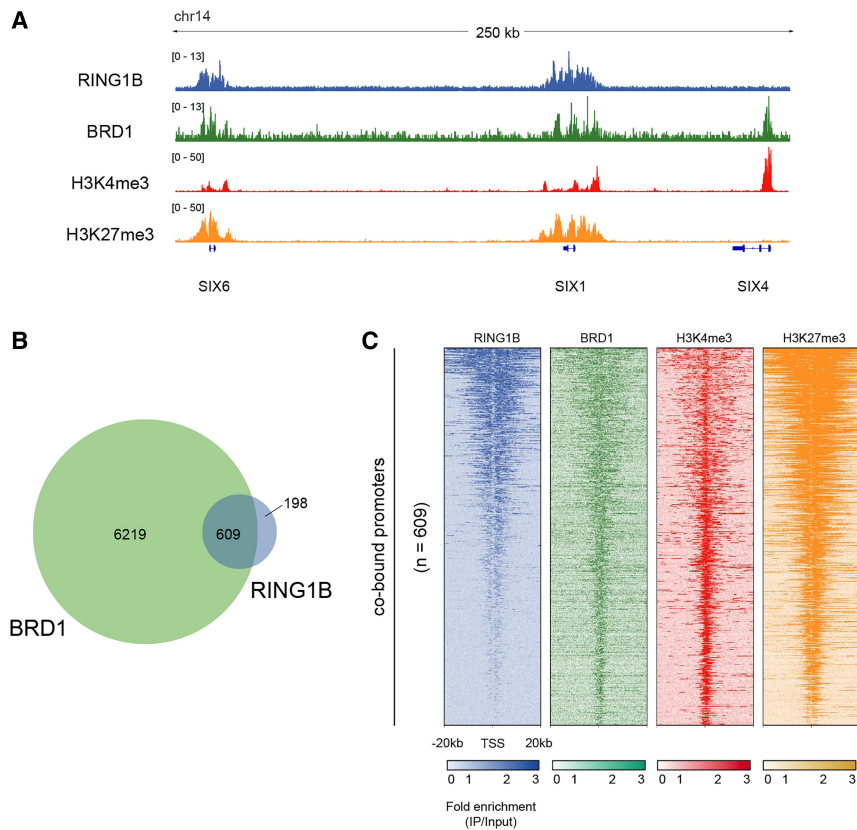 A
chr14
250 kb
[0 - 13]
RING1B
[0 - 13]
BRD1
[0 - 50]
H3K4me3
[0 - 50]
H3K27me3
SIX6 SIX1 SIX4
B
6219
609
198
RING1B
BRD1
C
RING1B BRD1 H3K4me3 H3K27me3
co-bound promoters
(n = 609)
-20kb TSS 20kb
0 1 2 3 0 1 2 3 0 1 2 3 0 1 2 3
Fold enrichment
(IP/Input)